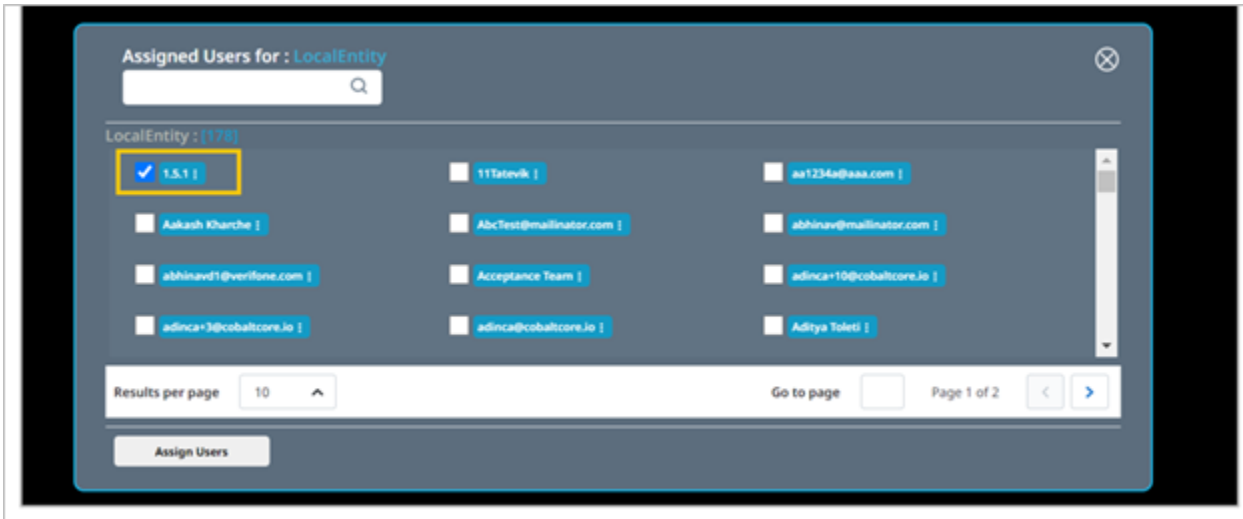 Assigned Users for : LocalEntity
LocalEntity : [178]
1.5.1 ⋮ 11Tatevik ⋮ aa1234a@aaa.com ⋮
Aakash Kharche ⋮ AbcTest@mailinator.com ⋮ abhinav@mailinator.com ⋮
abhinavd1@verifone.com ⋮ Acceptance Team ⋮ adinca+10@cobaltcore.io ⋮
adinca+3@cobaltcore.io ⋮ adinca@cobaltcore.io ⋮ Aditya Toleti ⋮
Results per page 10 Go to page Page 1 of 2 < >
Assign Users